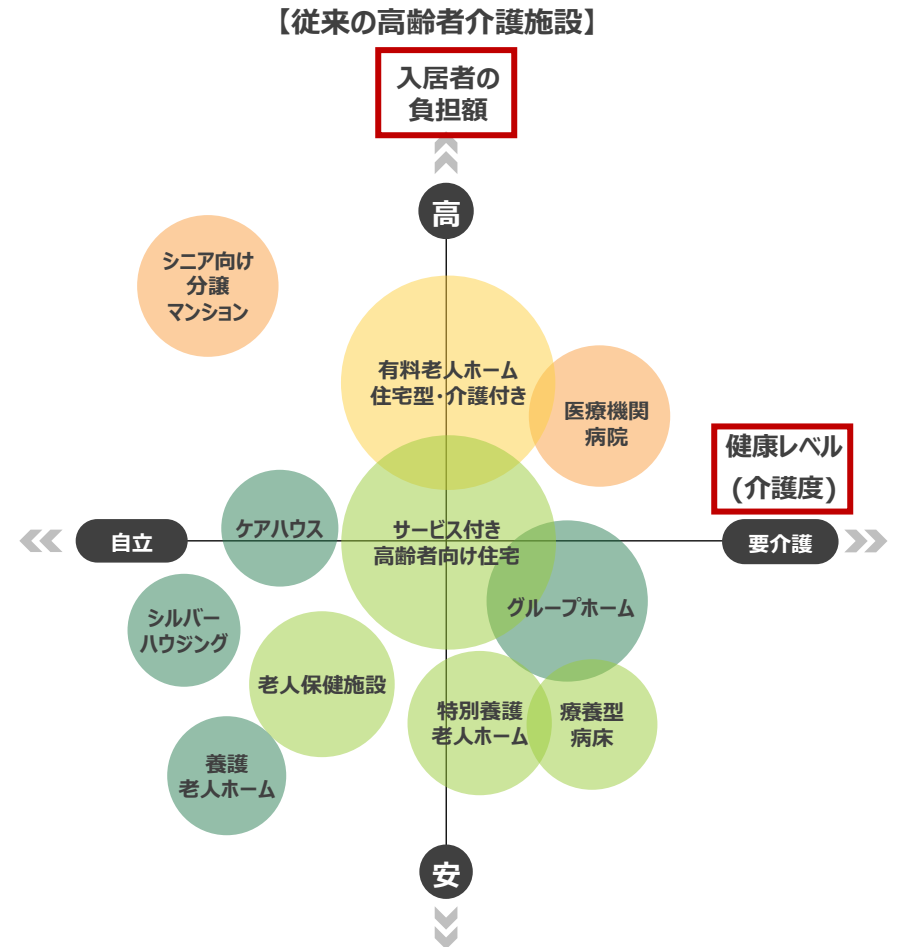 【従来の高齢者介護施設】
入居者の
負担額
高
シニア向け
分譲
マンション
有料老人ホーム
住宅型・介護付き
医療機関
病院
健康レベル
(介護度)
自立
ケアハウス
サービス付き
高齢者向け住宅
要介護
グループホーム
シルバー
ハウジング
老人保健施設
特別養護
老人ホーム
療養型
病床
養護
老人ホーム
安